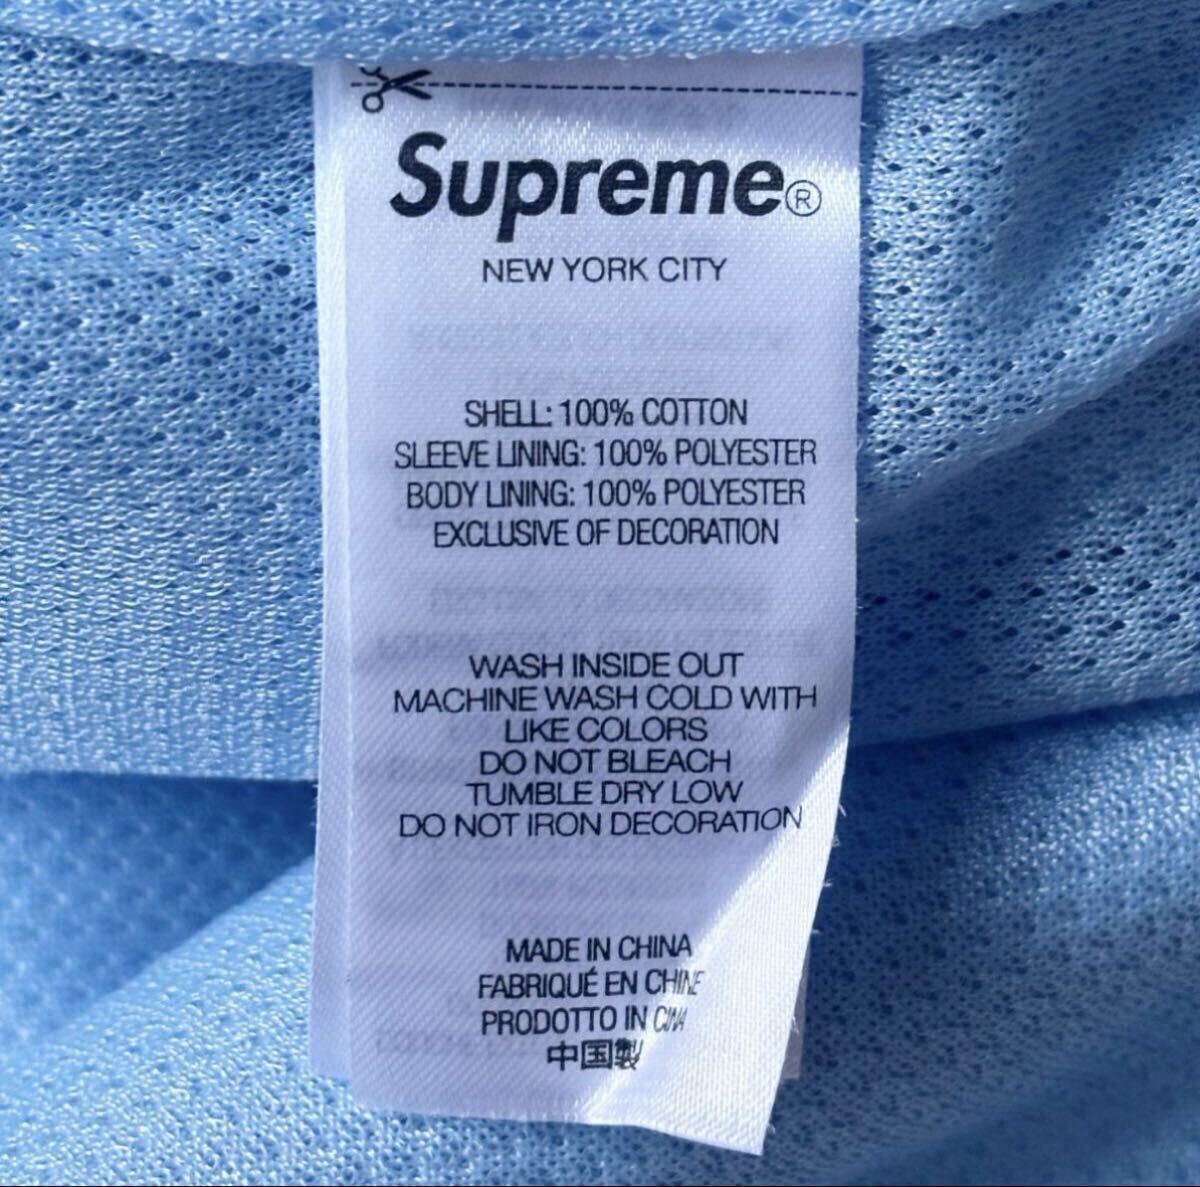 Supreme®
NEW YORK CITY
SHELL: 100% COTTON
SLEEVE LINING: 100% POLYESTER
BODY LINING: 100% POLYESTER
EXCLUSIVE OF DECORATION
WASH INSIDE OUT
MACHINE WASH COLD WITH
LIKE COLORS
DO NOT BLEACH
TUMBLE DRY LOW
DO NOT IRON DECORATION
MADE IN CHINA
FABRIQUÉ EN CHINE
PRODOTTO IN CINA
中国製